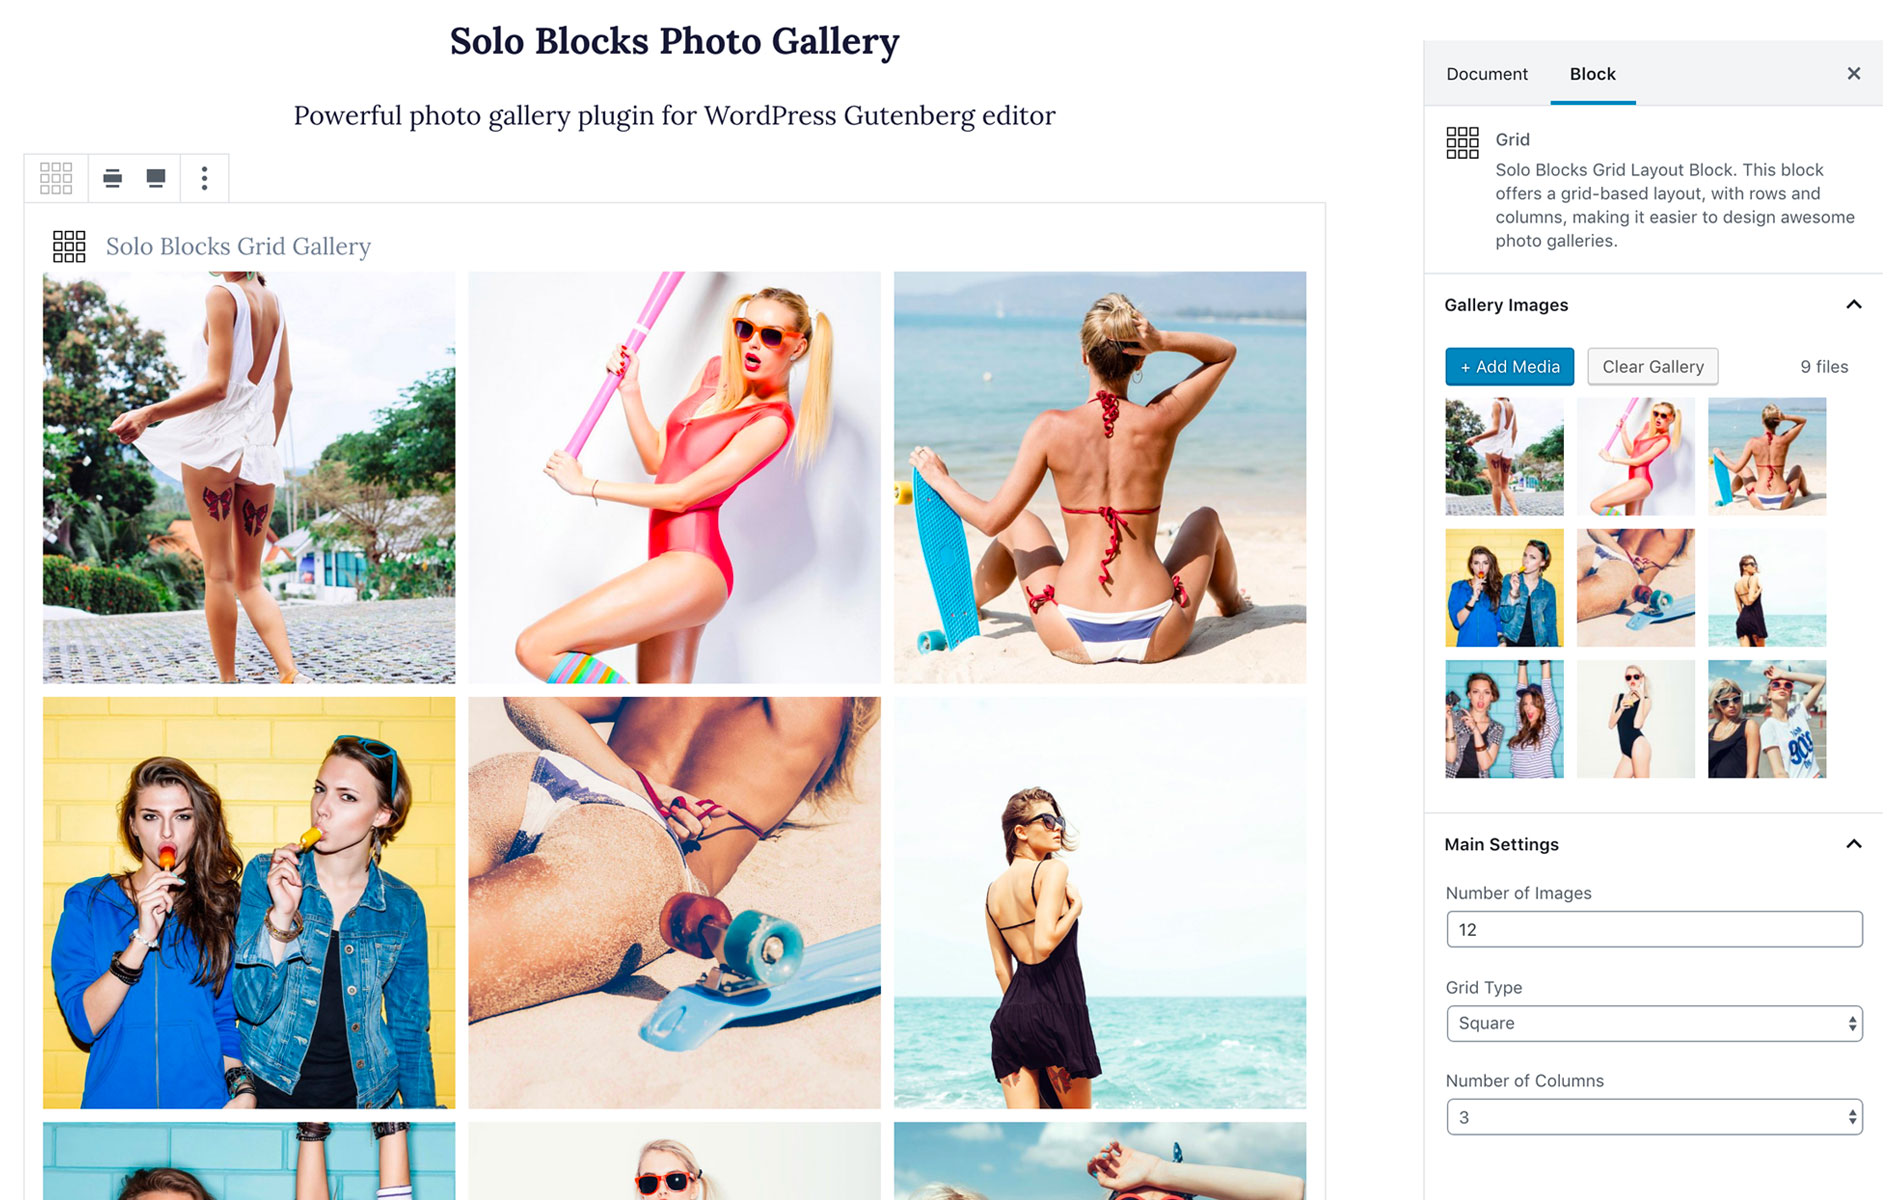 Solo Blocks Photo Gallery
Powerful photo gallery plugin for WordPress Gutenberg editor
Solo Blocks Grid Gallery
Document
Block
Grid
Solo Blocks Grid Layout Block. This block
offers a grid-based layout, with rows and
columns, making it easier to design awesome
photo galleries.
Gallery Images
+ Add Media
Clear Gallery
9 files
Main Settings
Number of Images
12
Grid Type
Square
Number of Columns
3